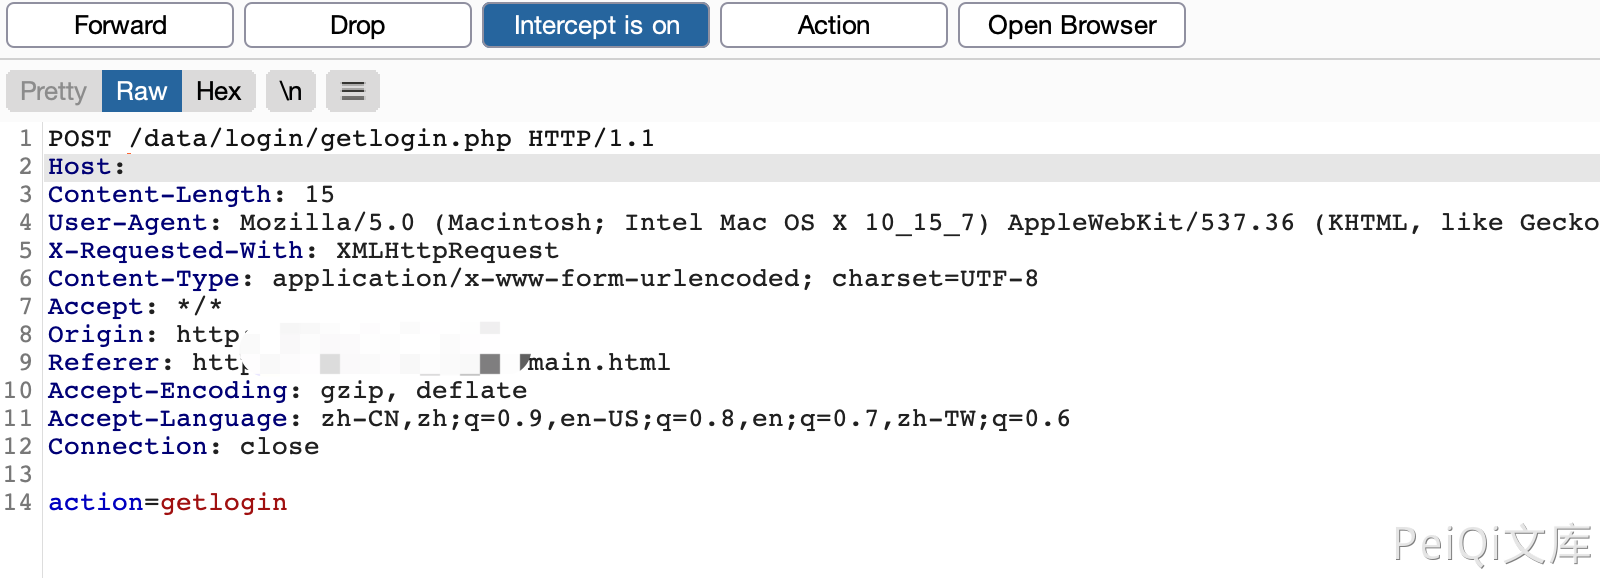 Forward Drop Intercept is on Action Open Browser
Pretty Raw Hex \n
1 POST /data/login/getlogin.php HTTP/1.1
2 Host:
3 Content-Length: 15
4 User-Agent: Mozilla/5.0 (Macintosh; Intel Mac OS X 10_15_7) AppleWebKit/537.36 (KHTML, like Gecko
5 X-Requested-With: XMLHttpRequest
6 Content-Type: application/x-www-form-urlencoded; charset=UTF-8
7 Accept: */*
8 Origin: http:
9 Referer: http main.html
10 Accept-Encoding: gzip, deflate
11 Accept-Language: zh-CN,zh;q=0.9,en-US;q=0.8,en;q=0.7,zh-TW;q=0.6
12 Connection: close
13
14 action=getlogin
PeiQi文库